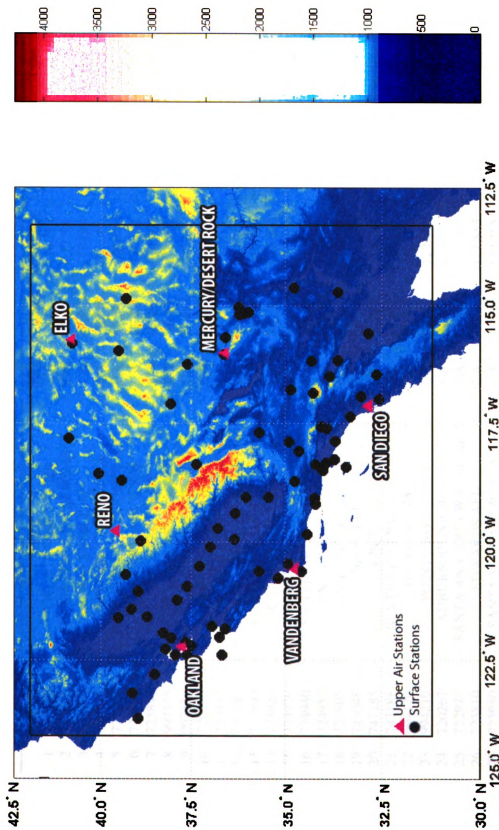 4000
3500
3000
2500
2000
1500
1000
500
0
ELKO
MERCURY/DESERT ROCK
RENO
SAN DIEGO
VANDENBERG
OAKLAND
Upper Air Stations
Surface Stations
42.5° N
40.0° N
37.5° N
35.0° N
32.5° N
30.0° N
125.0° W
122.5° W
120.0° W
117.5° W
115.0° W
112.5° W